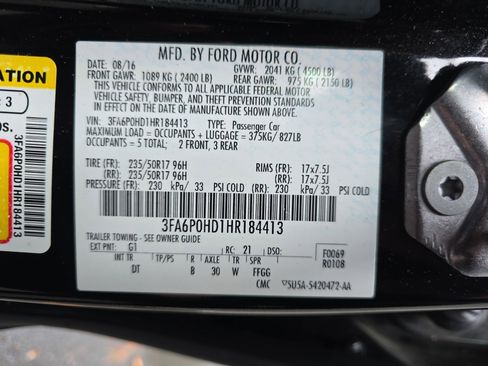 MFD. BY FORD MOTOR CO.
DATE: 08/16 GVWR: 2041 KG ( 4500 LB)
FRONT GAWR: 1089 KG ( 2400 LB) REAR GAWR: 975 KG ( 2150 LB)
THIS VEHICLE CONFORMS TO ALL APPLICABLE FEDERAL MOTOR
VEHICLE SAFETY, BUMPER, AND THEFT PREVENTION STANDARDS
IN EFFECT ON THE DATE OF MANUFACTURE SHOWN ABOVE.
VIN: 3FA6P0HD1HR184413 TYPE: Passenger Car
MAXIMUM LOAD = OCCUPANTS + LUGGAGE = 375KG/ 827LB
OCCUPANTS = 5 TOTAL: 2 FRONT, 3 REAR
TIRE (FR): 235/50R17 96H RIMS (FR): 17x7.5J
(RR): 235/50R17 96H (RR): 17x7.5J
PRESSURE (FR): 230 kPa/ 33 PSI COLD (RR): 230 kPa/ 33 PSI COLD
3FA6P0HD1HR184413
TRAILER TOWING - SEE OWNER GUIDE
EXT PNT: G1 RC: 21 DSO: F0069
R0108
INT TR TP/PS R AXLE TR SPR
DT B 30 W FFGG
CMC 5U5A-5420472-AA
ATION
: 3
OS.
3FA6P0HD1HR184413